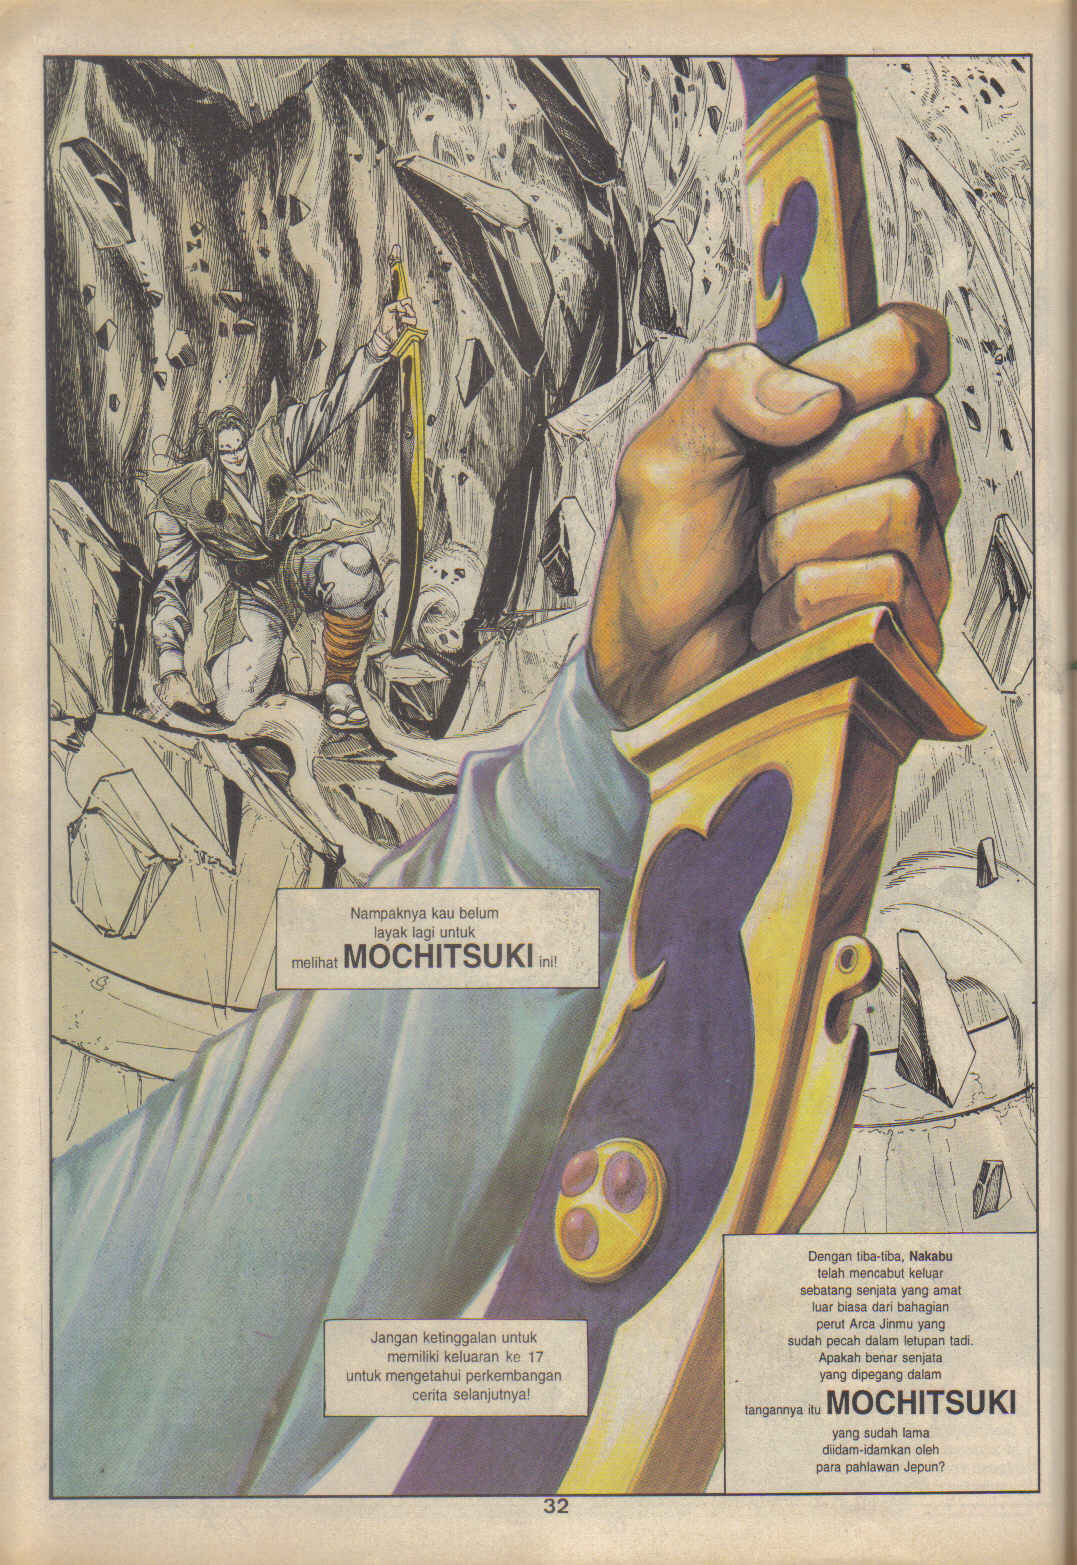 Nampaknya kau belum
layak lagi untuk
melihat MOCHITSUKI ini!
Jangan ketinggalan untuk
memiliki keluaran ke 17
untuk mengetahui perkembangan
cerita selanjutnya!
Dengan tiba-tiba, Nakabu
telah mencabut keluar
sebatang senjata yang amat
luar biasa dari bahagian
perut Arca Jinmu yang
sudah pecah dalam letupan tadi.
Apakah benar senjata
yang dipegang dalam
tangannya itu MOCHITSUKI
yang sudah lama
diidam-idamkan oleh
para pahlawan Jepun?
32